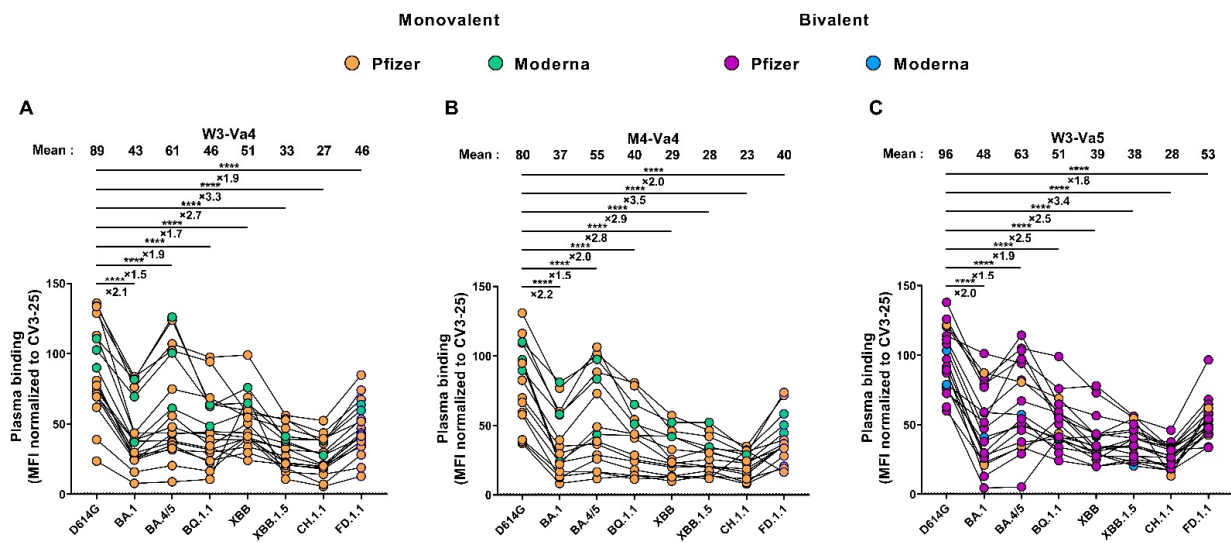 Monovalent Bivalent
Pfizer Moderna Pfizer Moderna
A
W3-Va4
Mean : 89 43 61 46 51 33 27 46
****
×1.9
****
×3.3
****
×2.7
****
×1.7
****
×1.9
****
×1.5
****
×2.1
Plasma binding
(MFI normalized to CV3-25)
150
100
50
0
D614G BA.1 BA.4/5 BQ.1.1 XBB XBB.1.5 CH.1.1 FD.1.1
B
M4-Va4
Mean : 80 37 55 40 29 28 23 40
****
×2.0
****
×3.5
****
×2.9
****
×2.8
****
×2.0
****
×1.5
****
×2.2
Plasma binding
(MFI normalized to CV3-25)
150
100
50
0
D614G BA.1 BA.4/5 BQ.1.1 XBB XBB.1.5 CH.1.1 FD.1.1
C
W3-Va5
Mean : 96 48 63 51 39 38 28 53
****
×1.8
****
×3.4
****
×2.5
****
×2.5
****
×1.9
****
×1.5
****
×2.0
Plasma binding
(MFI normalized to CV3-25)
150
100
50
0
D614G BA.1 BA.4/5 BQ.1.1 XBB XBB.1.5 CH.1.1 FD.1.1